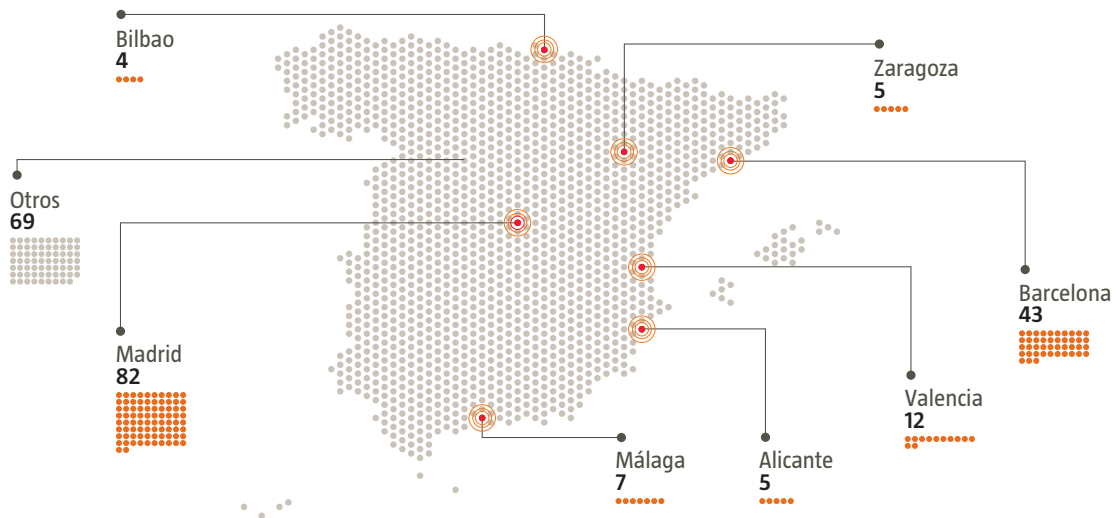 Bilbao
4
Zaragoza
5
Otros
69
Barcelona
43
Madrid
82
Valencia
12
Málaga
7
Alicante
5